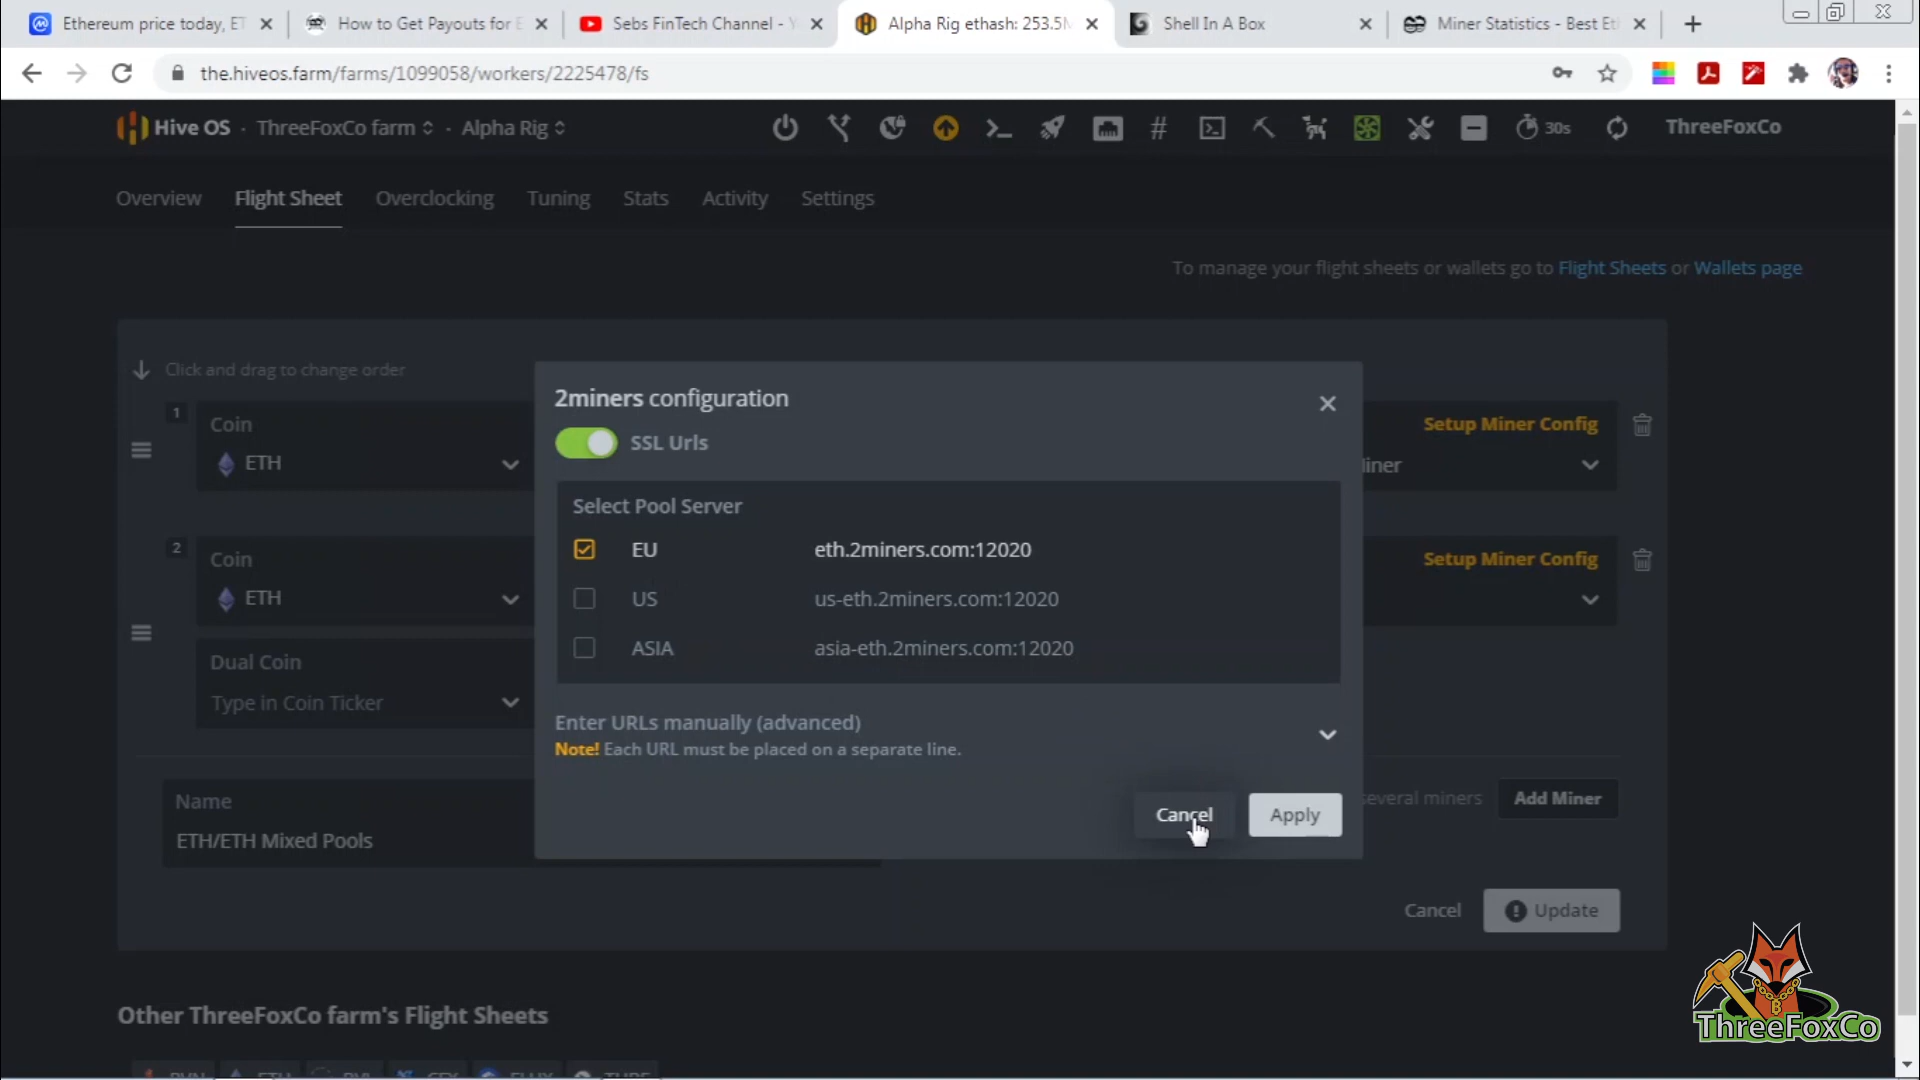 Ethereum price today, ET
How to Get Payouts for E
Sebs FinTech Channel - Y
Alpha Rig ethash: 253.5M
Shell In A Box
Miner Statistics - Best Et
the.hiveos.farm/farms/1099058/workers/2225478/fs
Hive OS · ThreeFoxCo farm · Alpha Rig
30s
ThreeFoxCo
Overview
Flight Sheet
Overclocking
Tuning
Stats
Activity
Settings
To manage your flight sheets or wallets go to Flight Sheets or Wallets page
Click and drag to change order
1
Coin
ETH
Setup Miner Config
iner
2
Coin
ETH
Setup Miner Config
Dual Coin
Type in Coin Ticker
Name
ETH/ETH Mixed Pools
several miners
Add Miner
Cancel
Update
2miners configuration
SSL Urls
Select Pool Server
EU eth.2miners.com:12020
US us-eth.2miners.com:12020
ASIA asia-eth.2miners.com:12020
Enter URLs manually (advanced)
Note! Each URL must be placed on a separate line.
Cancel
Apply
Other ThreeFoxCo farm's Flight Sheets
ThreeFoxCo